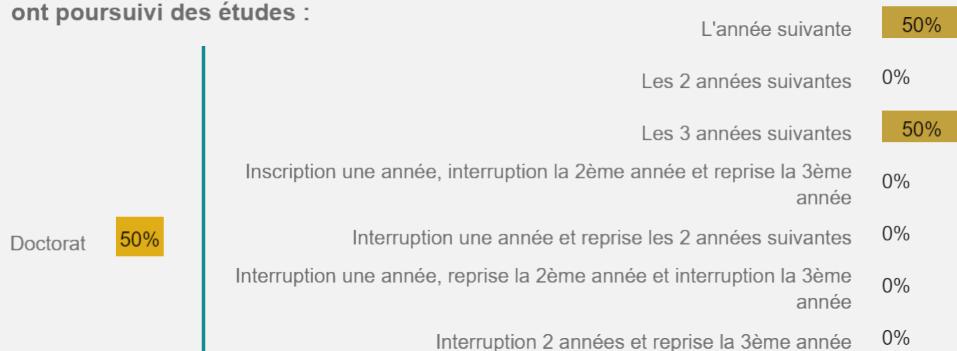 ont poursuivi des études :
Doctorat 50%
L'année suivante 50%
Les 2 années suivantes 0%
Les 3 années suivantes 50%
Inscription une année, interruption la 2ème année et reprise la 3ème
année 0%
Interruption une année et reprise les 2 années suivantes 0%
Interruption une année, reprise la 2ème année et interruption la 3ème
année 0%
Interruption 2 années et reprise la 3ème année 0%